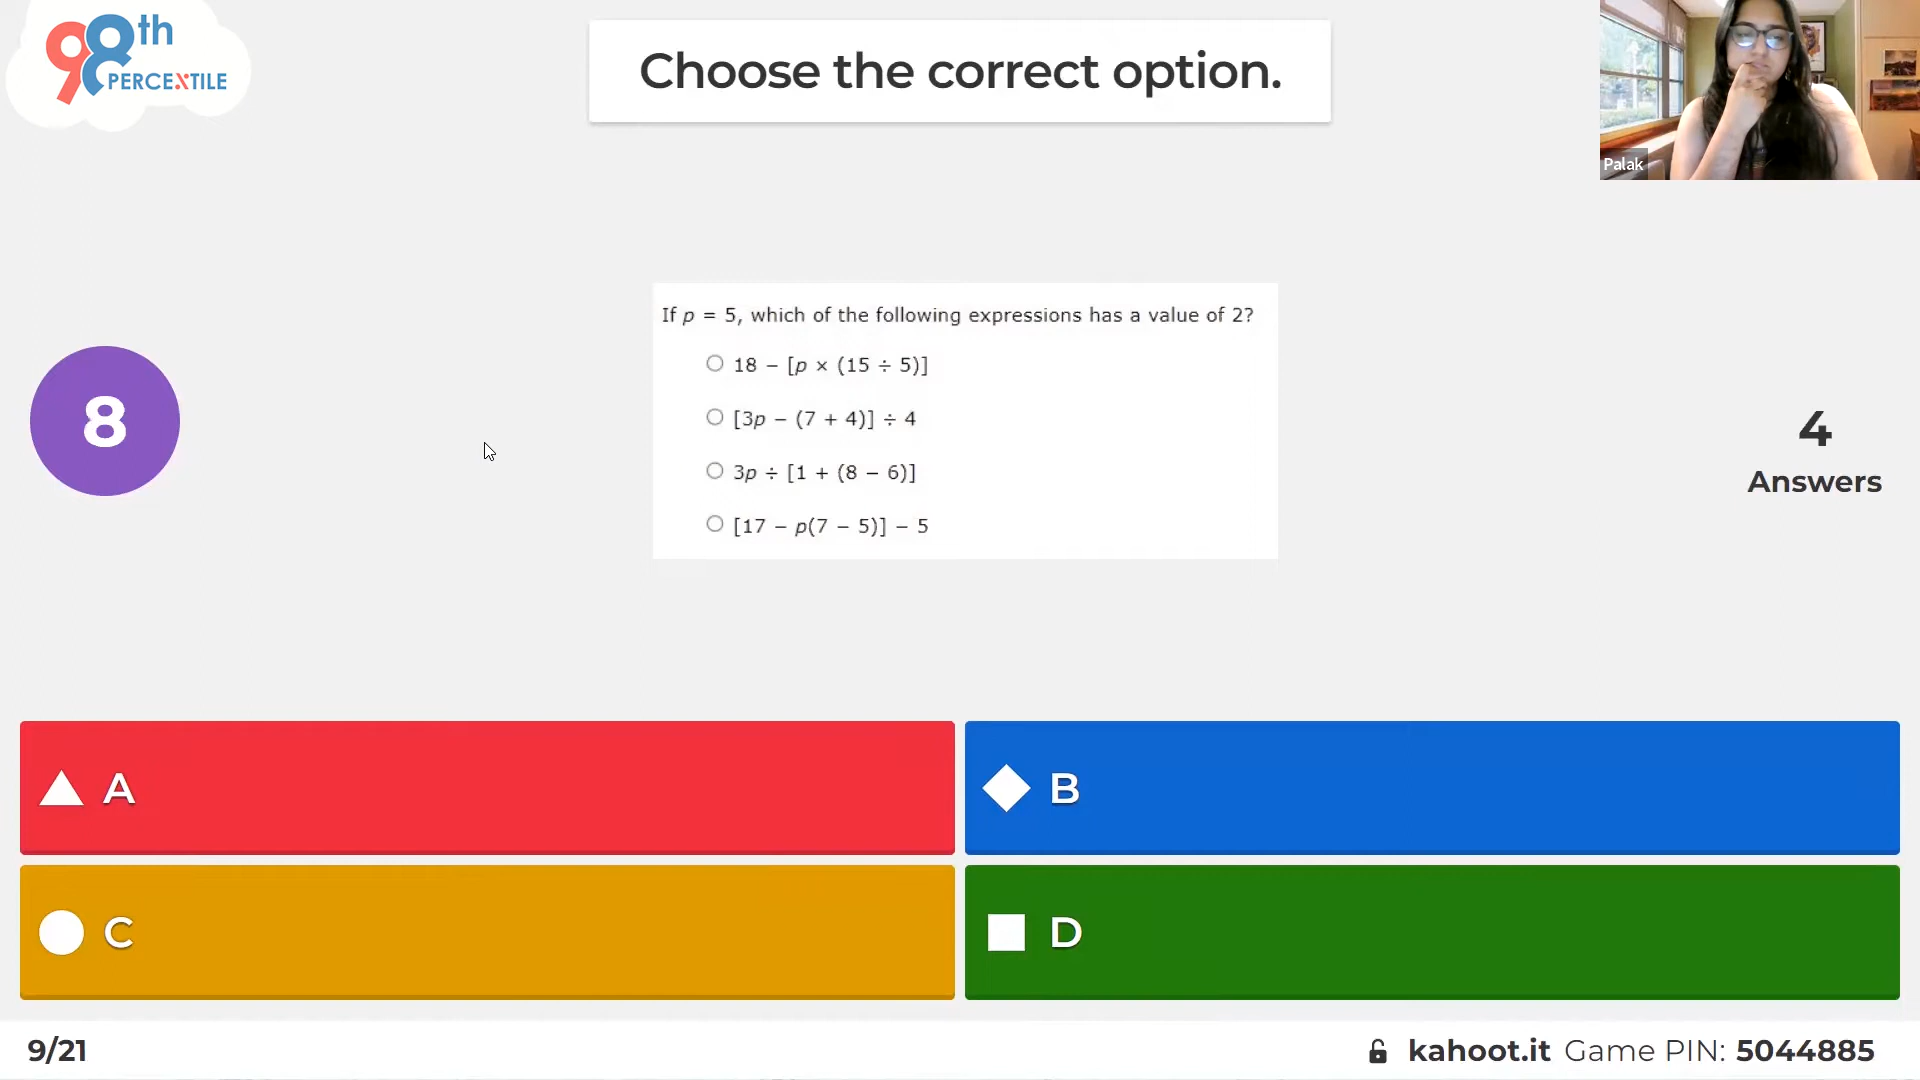 98th
PERCEXTILE
Choose the correct option.
Palak
If p = 5, which of the following expressions has a value of 2?
18 − [p × (15 ÷ 5)]
[3p − (7 + 4)] ÷ 4
3p ÷ [1 + (8 − 6)]
[17 − p(7 − 5)] − 5
8
4
Answers
A
B
C
D
9/21
kahoot.it Game PIN: 5044885